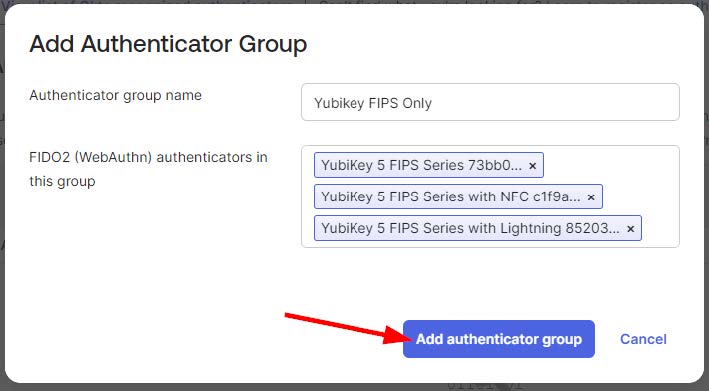 Add Authenticator Group
Authenticator group name
Yubikey FIPS Only
FIDO2 (WebAuthn) authenticators in
this group
YubiKey 5 FIPS Series 73bb0... ×
YubiKey 5 FIPS Series with NFC c1f9a... ×
YubiKey 5 FIPS Series with Lightning 85203... ×
Add authenticator group
Cancel